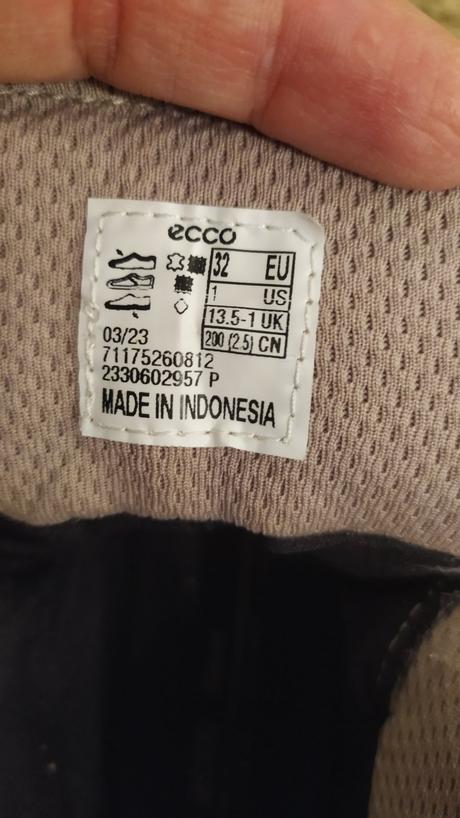 ecco
32 EU
1 US
13.5-1 UK
200 (2.5) CN
03/23
71175260812
2330602957 P
MADE IN INDONESIA